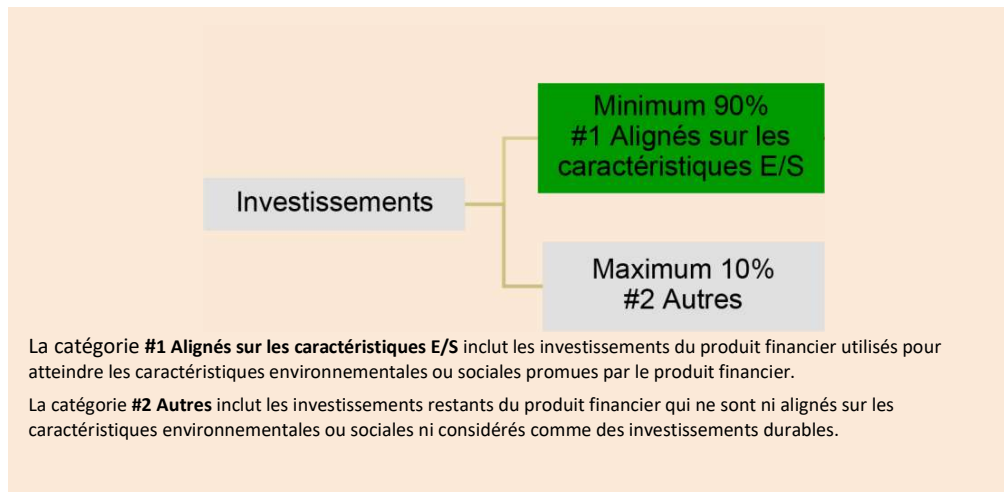 Minimum 90%
#1 Alignés sur les
caractéristiques E/S
Investissements
Maximum 10%
#2 Autres
La catégorie #1 Alignés sur les caractéristiques E/S inclut les investissements du produit financier utilisés pour
atteindre les caractéristiques environnementales ou sociales promues par le produit financier.
La catégorie #2 Autres inclut les investissements restants du produit financier qui ne sont ni alignés sur les
caractéristiques environnementales ou sociales ni considérés comme des investissements durables.